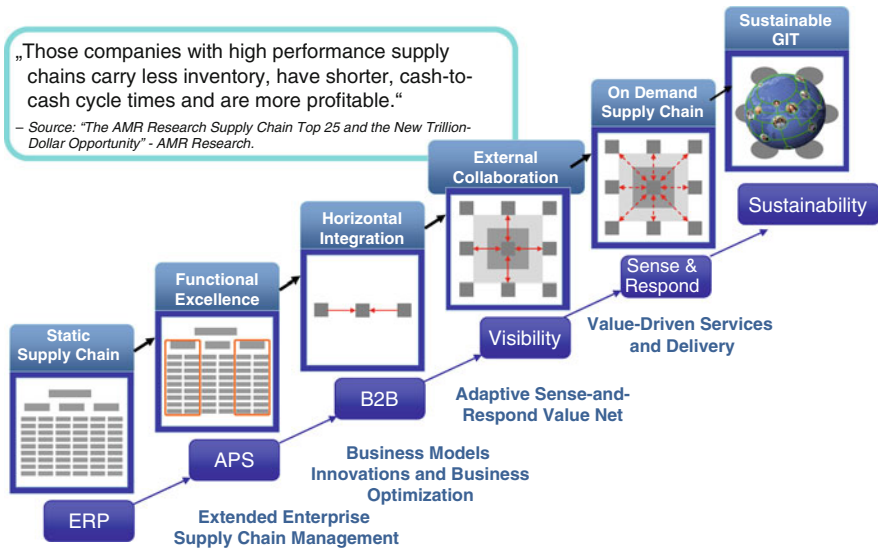 „Those companies with high performance supply
chains carry less inventory, have shorter, cash-to-
cash cycle times and are more profitable.“
– Source: “The AMR Research Supply Chain Top 25 and the New Trillion-
Dollar Opportunity” - AMR Research.
Static
Supply Chain
Functional
Excellence
Horizontal
Integration
External
Collaboration
On Demand
Supply Chain
Sustainable
GIT
ERP
APS
B2B
Visibility
Sense &
Respond
Sustainability
Extended Enterprise
Supply Chain Management
Business Models
Innovations and Business
Optimization
Adaptive Sense-and-
Respond Value Net
Value-Driven Services
and Delivery